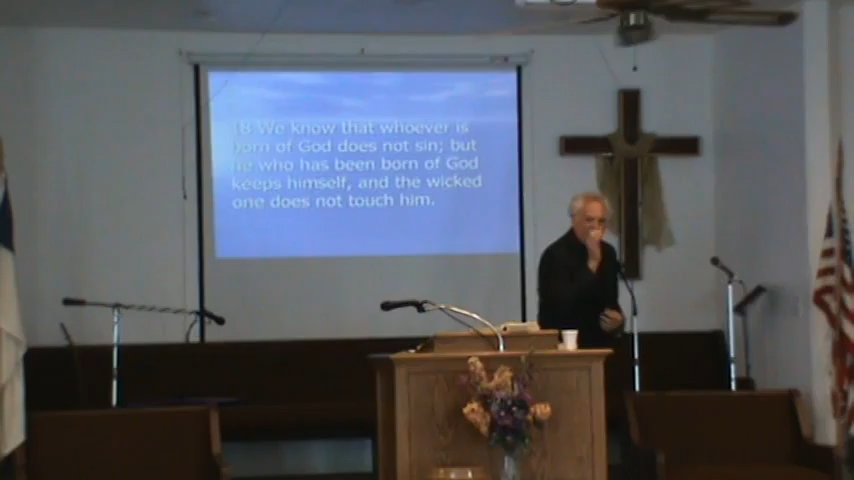 18 We know that whoever is
born of God does not sin; but
he who has been born of God
keeps himself, and the wicked
one does not touch him.